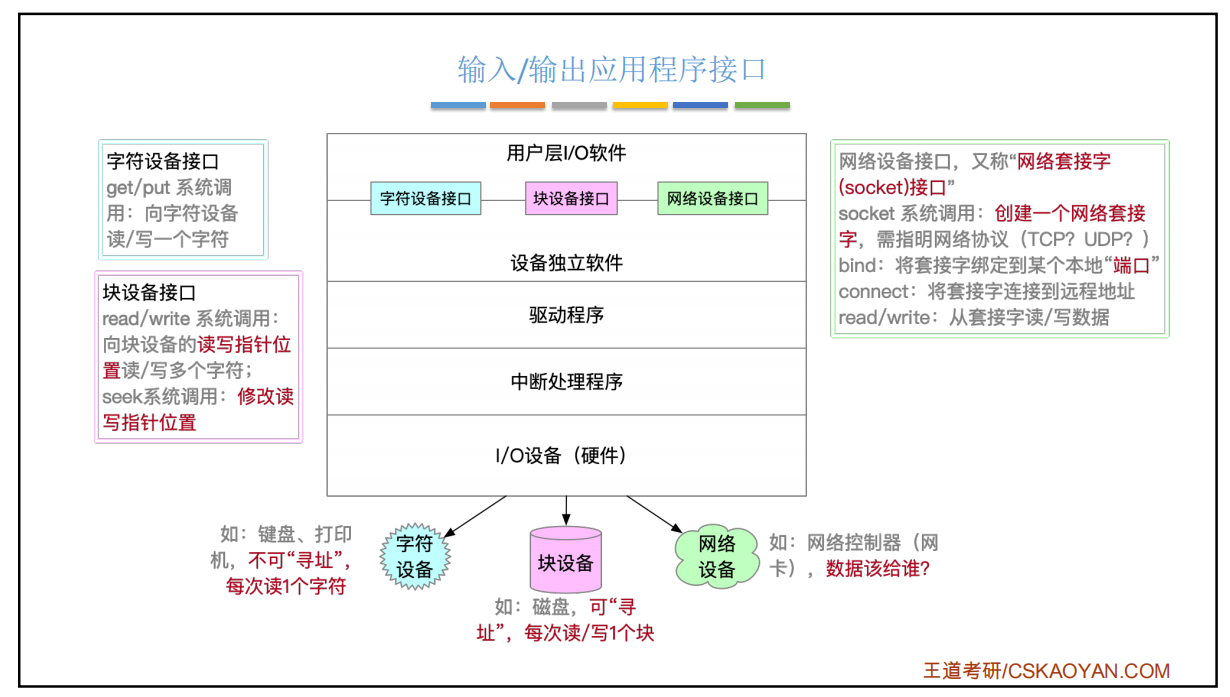 输入/输出应用程序接口
字符设备接口
get/put 系统调
用：向字符设备
读/写一个字符
块设备接口
read/write 系统调用：
向块设备的读写指针位
置读/写多个字符；
seek系统调用：修改读
写指针位置
用户层I/O软件
字符设备接口
块设备接口
网络设备接口
设备独立软件
驱动程序
中断处理程序
I/O设备（硬件）
网络设备接口，又称“网络套接字
(socket)接口”
socket 系统调用：创建一个网络套接
字，需指明网络协议（TCP？UDP？）
bind：将套接字绑定到某个本地“端口”
connect：将套接字连接到远程地址
read/write：从套接字读/写数据
如：键盘、打印
机，不可“寻址”，
每次读1个字符
字符
设备
块设备
如：磁盘，可“寻
址”，每次读/写1个块
网络
设备
如：网络控制器（网
卡），数据该给谁？
王道考研/CSKAOYAN.COM